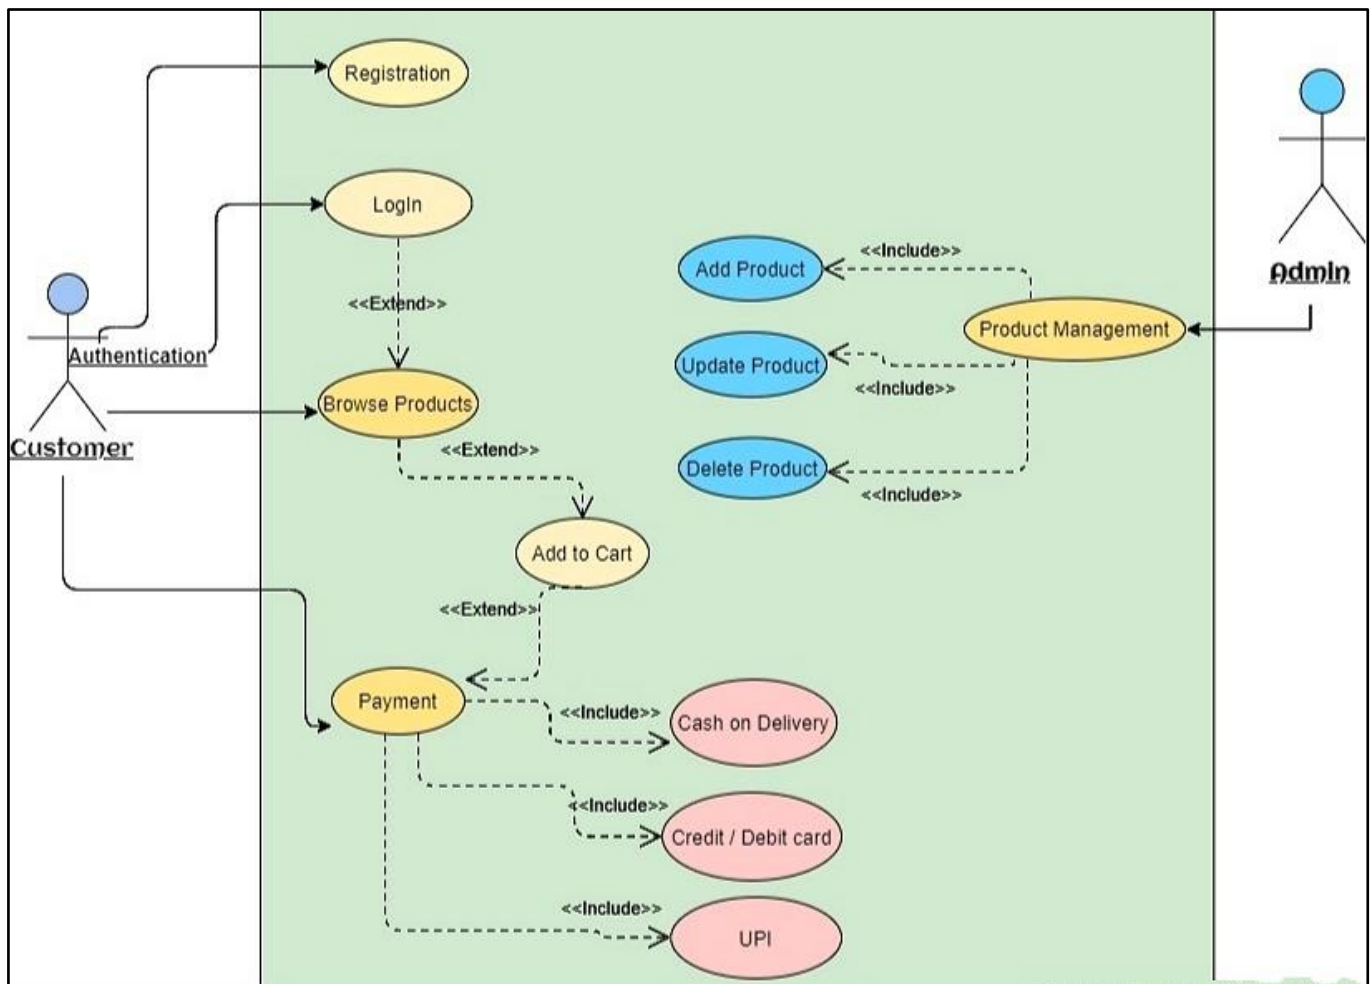 Registration
LogIn
<<Extend>>
Authentication
Browse Products
Customer
<<Extend>>
Add to Cart
<<Extend>>
Payment
<<Include>>
Cash on Delivery
<<Include>>
Credit / Debit card
<<Include>>
UPI
Add Product
<<Include>>
Update Product
<<Include>>
Delete Product
<<Include>>
Product Management
AdmIn